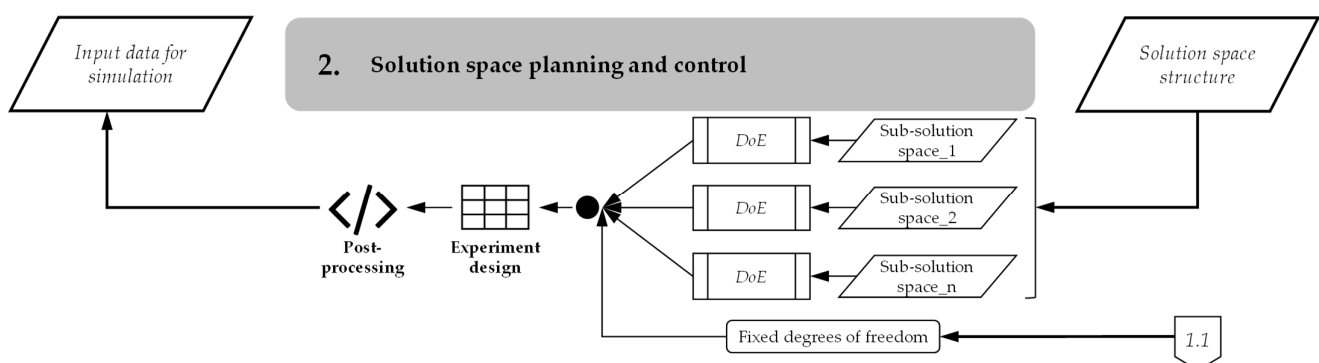 Input data for
simulation
2. Solution space planning and control
Solution space
structure
DoE
Sub-solution
space_1
DoE
Sub-solution
space_2
DoE
Sub-solution
space_n
</>
Post-
processing
Experiment
design
Fixed degrees of freedom
1.1